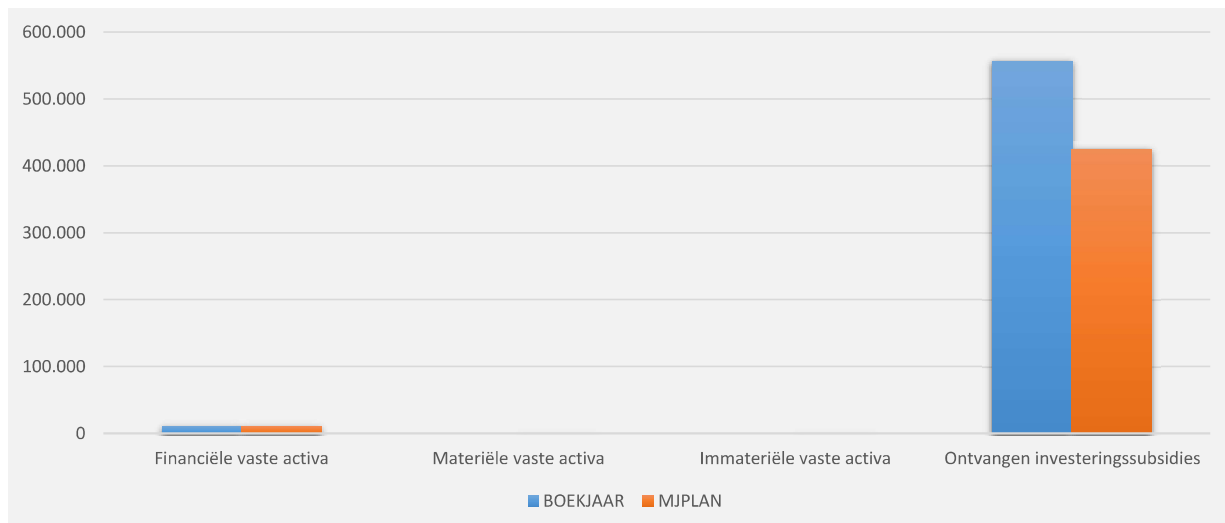 600.000
500.000
400.000
300.000
200.000
100.000
0
Financiële vaste activa
Materiële vaste activa
Immateriële vaste activa
Ontvangen investeringssubsidies
BOEKJAAR
MJPLAN